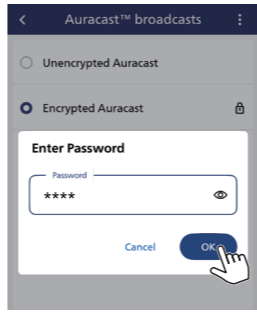 Auracast™ broadcasts
Unencrypted Auracast
Encrypted Auracast
Enter Password
Password
****
Cancel
OK